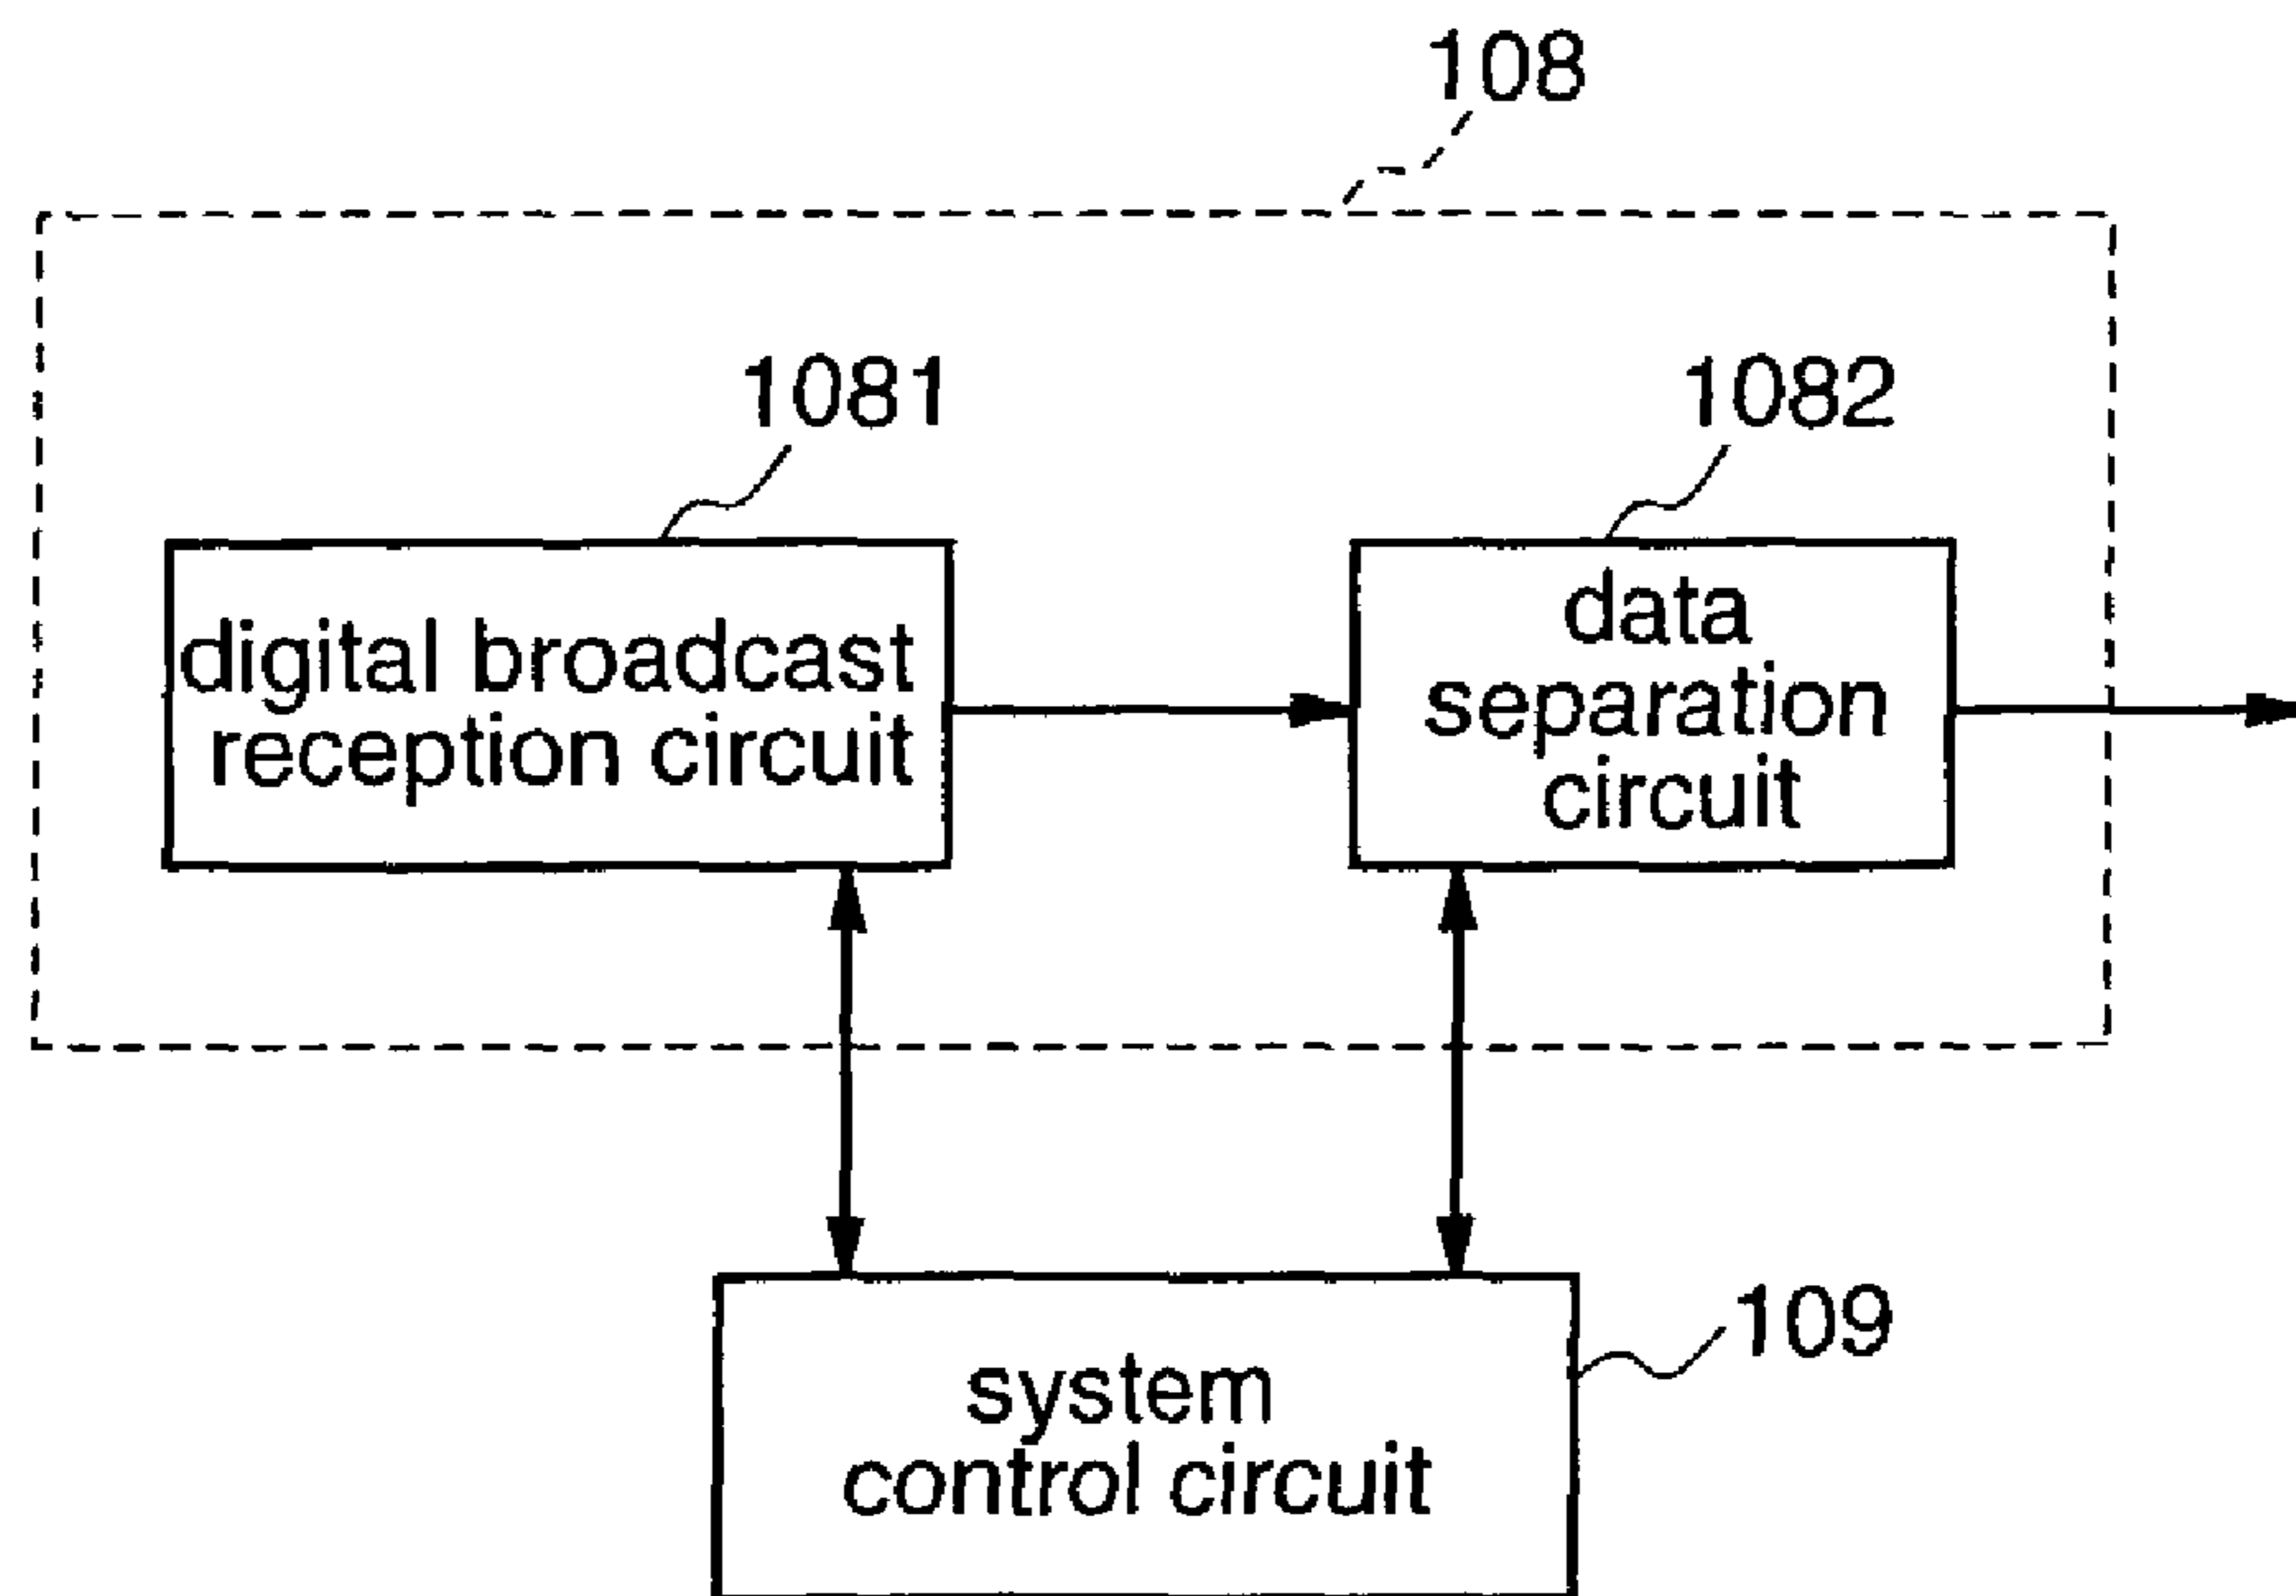 108
1081
1082
digital broadcast
reception circuit
data
separation
circuit
109
system
control circuit